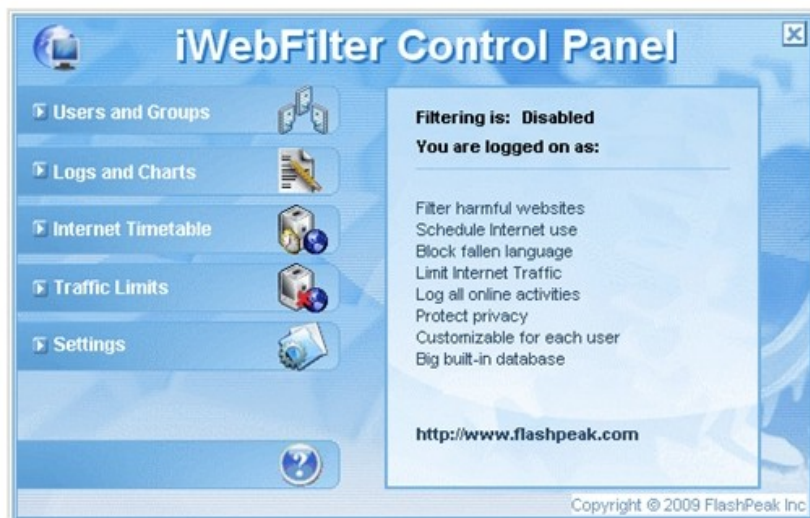 iWebFilter Control Panel
Users and Groups
Logs and Charts
Internet Timetable
Traffic Limits
Settings
Filtering is: Disabled
You are logged on as:
Filter harmful websites
Schedule Internet use
Block fallen language
Limit Internet Traffic
Log all online activities
Protect privacy
Customizable for each user
Big built-in database
http://www.flashpeak.com
Copyright © 2009 FlashPeak Inc